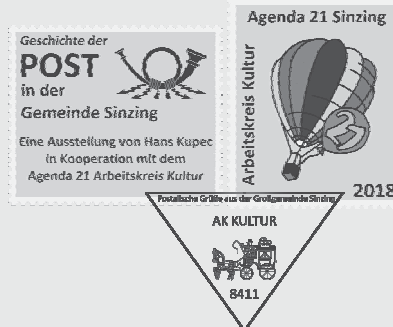 Geschichte der
POST
in der
Gemeinde Sinzing
Eine Ausstellung von Hans Kupec
in Kooperation mit dem
Agenda 21 Arbeitskreis Kultur
Agenda 21 Sinzing
Arbeitskreis Kultur
21
2018
Postalische Grüße aus der Großgemeinde Sinzing
AK KULTUR
8411